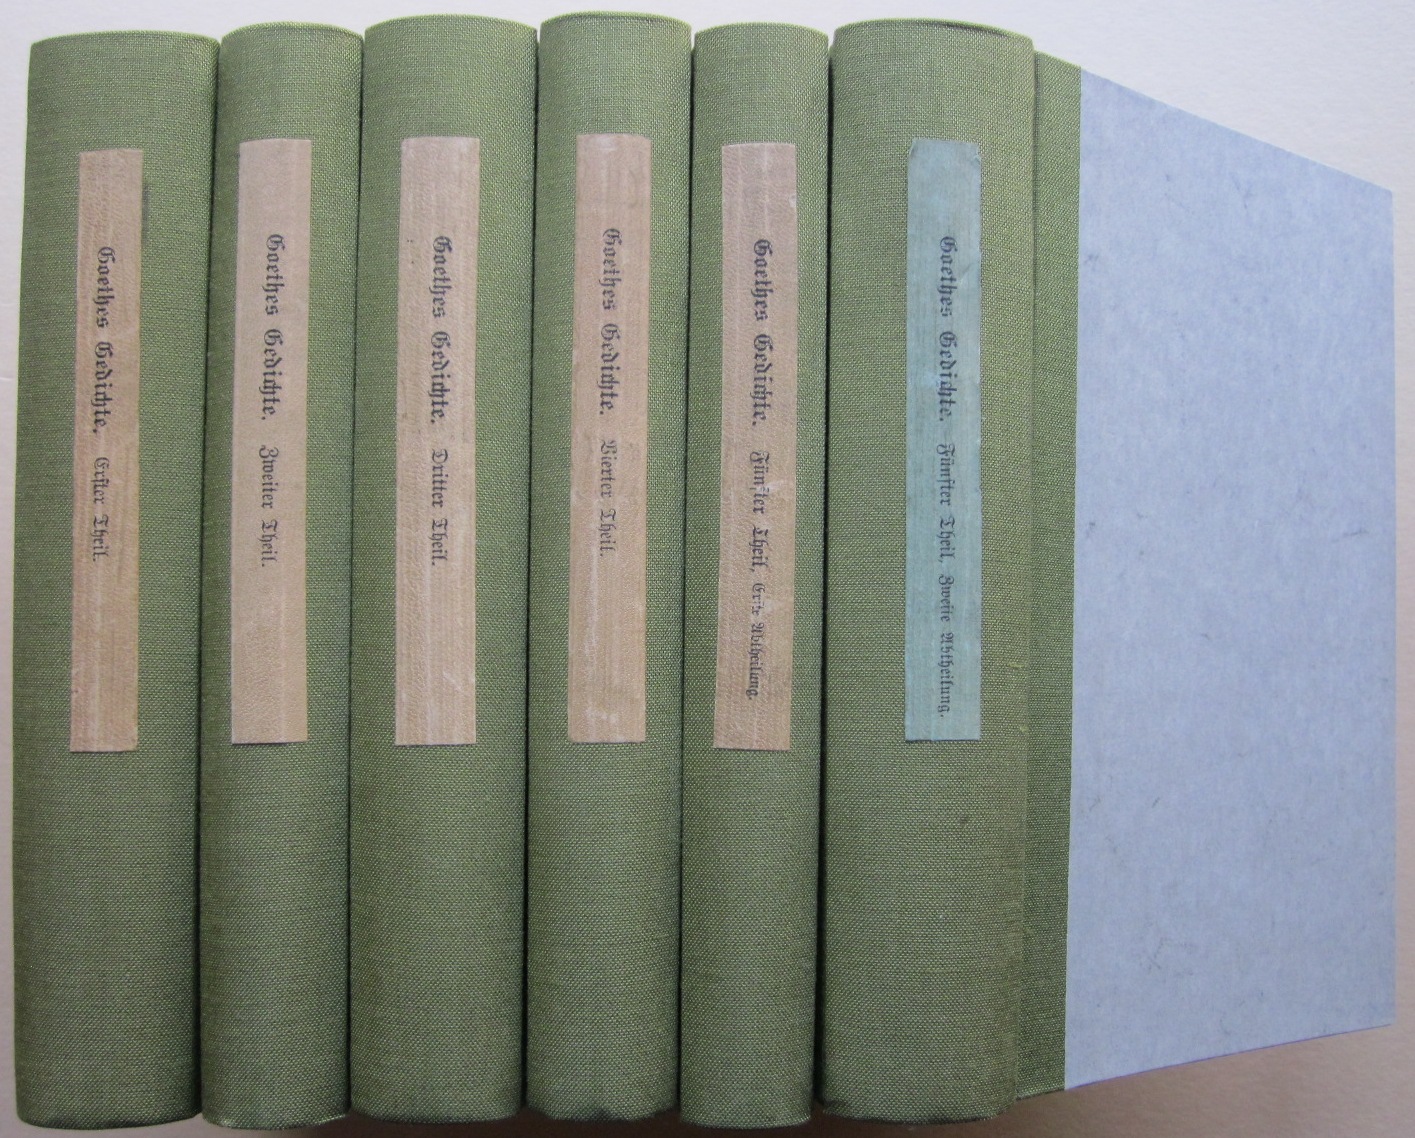 Goethes Gedichte. Erster Theil.
Goethes Gedichte. Zweiter Theil.
Goethes Gedichte. Dritter Theil.
Goethes Gedichte. Vierter Theil.
Goethes Gedichte. Fünfter Theil, Erste Abtheilung.
Goethes Gedichte. Fünfter Theil, Zweite Abtheilung.